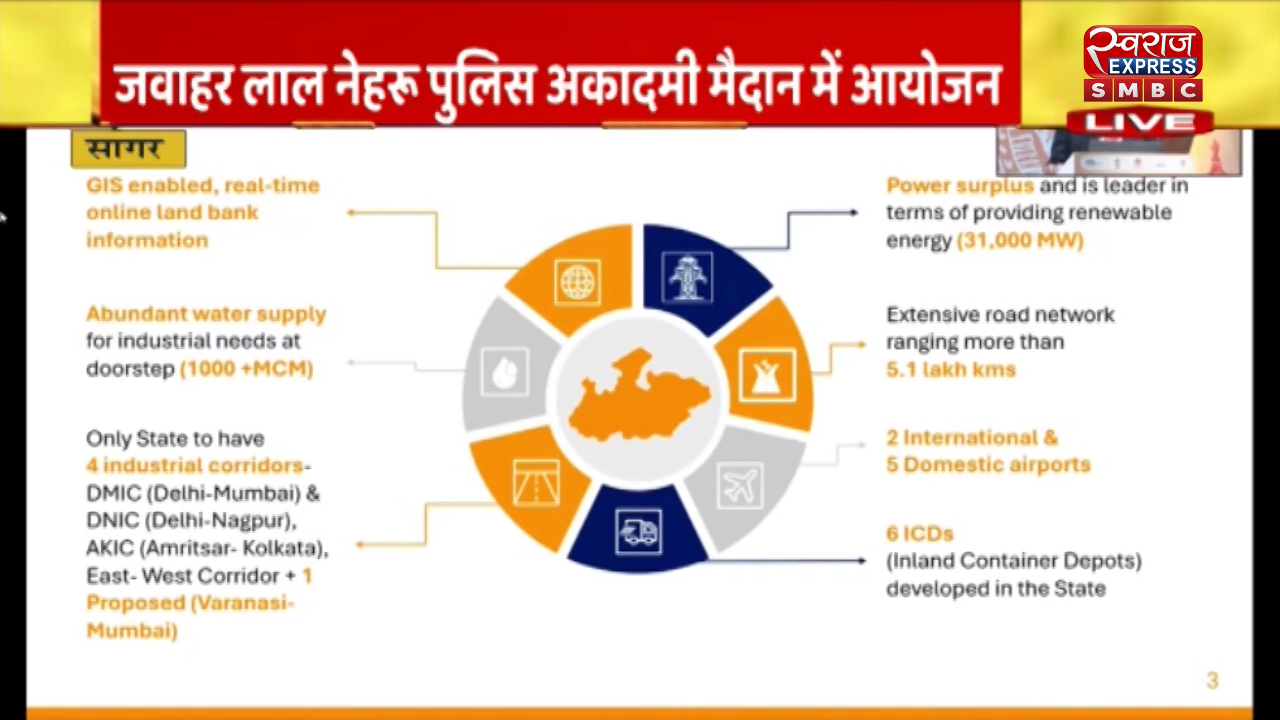 जवाहर लाल नेहरू पुलिस अकादमी मैदान में आयोजन
स्वराज
EXPRESS
SMBC
LIVE
सागर
GIS enabled, real-time
online land bank
information
Abundant water supply
for industrial needs at
doorstep (1000 +MCM)
Only State to have
4 industrial corridors-
DMIC (Delhi-Mumbai) &
DNIC (Delhi-Nagpur),
AKIC (Amritsar- Kolkata),
East- West Corridor + 1
Proposed (Varanasi-
Mumbai)
Power surplus and is leader in
terms of providing renewable
energy (31,000 MW)
Extensive road network
ranging more than
5.1 lakh kms
2 International &
5 Domestic airports
6 ICDs
(Inland Container Depots)
developed in the State
3